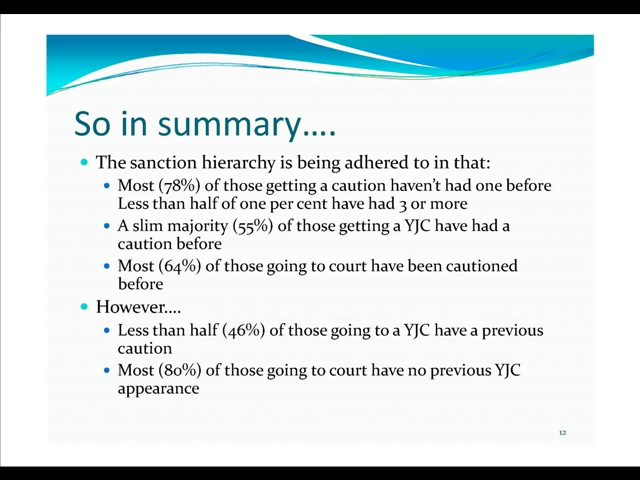 So in summary….
The sanction hierarchy is being adhered to in that:
Most (78%) of those getting a caution haven't had one before
Less than half of one per cent have had 3 or more
A slim majority (55%) of those getting a YJC have had a
caution before
Most (64%) of those going to court have been cautioned
before
However….
Less than half (46%) of those going to a YJC have a previous
caution
Most (80%) of those going to court have no previous YJC
appearance
12